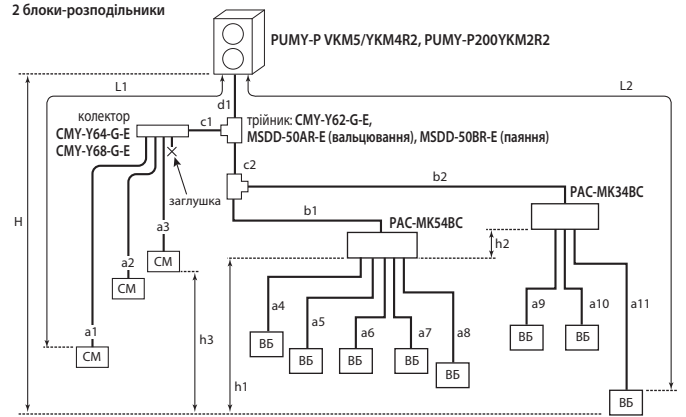 2 блоки-розподільники
PUMY-P VKM5/YKM4R2, PUMY-P200YKM2R2
L1
L2
d1
колектор
CMY-Y64-G-E
CMY-Y68-G-E
c1
трійник: CMY-Y62-G-E,
MSDD-50AR-E (вальцювання), MSDD-50BR-E (паяння)
c2
заглушка
b2
PAC-MK34BC
b1
PAC-MK54BC
H
a3
a2
a1
СМ
СМ
СМ
h3
h2
h1
a4
a5
a6
a7
a8
a9
a10
a11
ВБ
ВБ
ВБ
ВБ
ВБ
ВБ
ВБ
ВБ